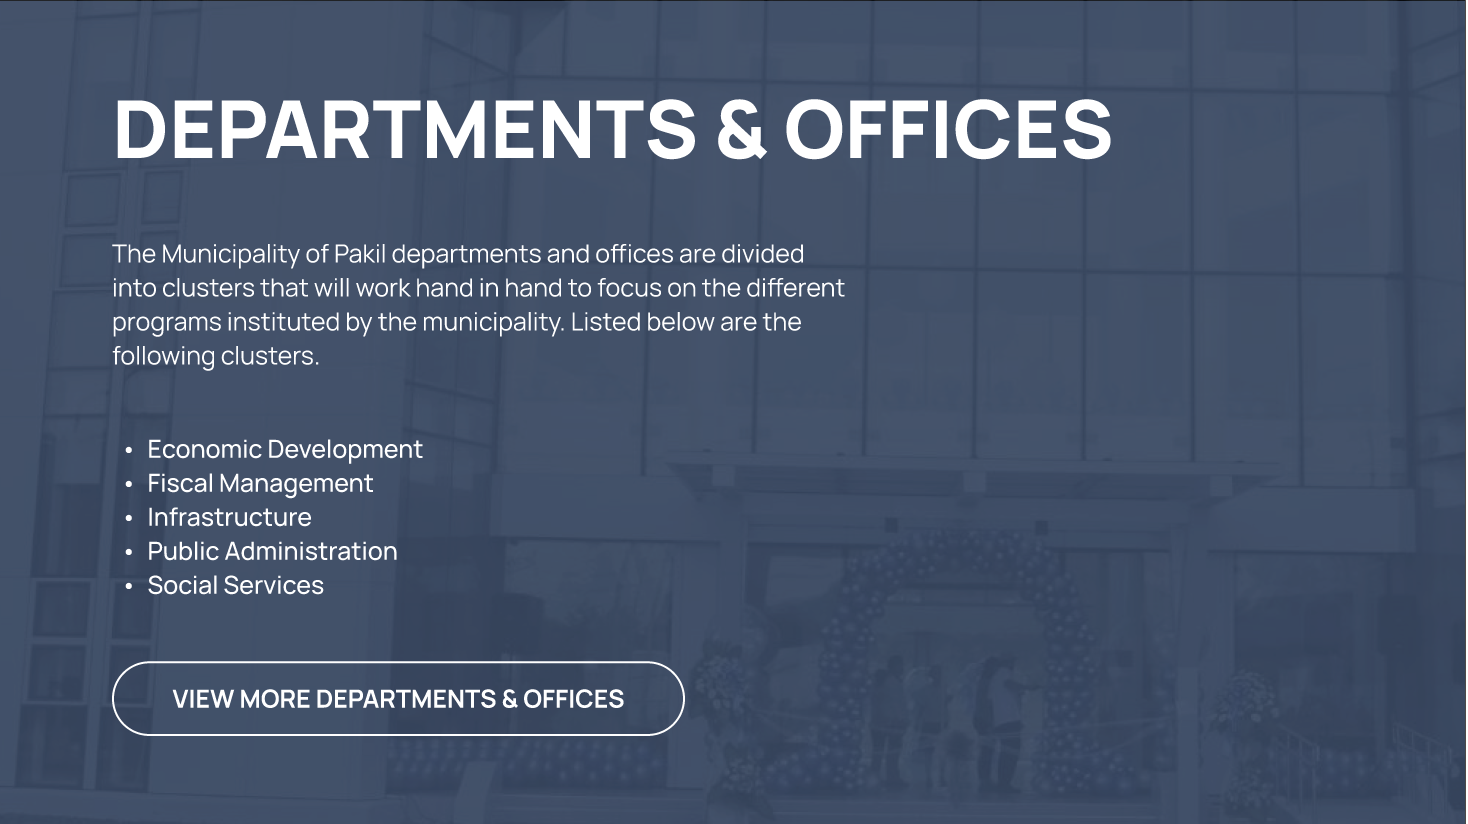 DEPARTMENTS & OFFICES
The Municipality of Pakil departments and offices are divided
into clusters that will work hand in hand to focus on the different
programs instituted by the municipality. Listed below are the
following clusters.
• Economic Development
• Fiscal Management
• Infrastructure
• Public Administration
• Social Services
VIEW MORE DEPARTMENTS & OFFICES